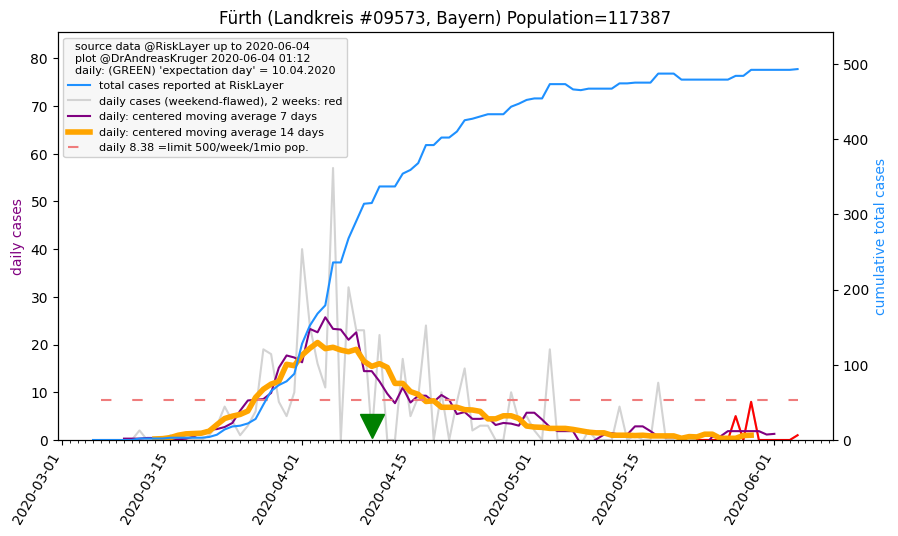 Fürth (Landkreis #09573, Bayern) Population=117387
source data @RiskLayer up to 2020-06-04
plot @DrAndreasKruger 2020-06-04 01:12
daily: (GREEN) 'expectation day' = 10.04.2020
total cases reported at RiskLayer
daily cases (weekend-flawed), 2 weeks: red
daily: centered moving average 7 days
daily: centered moving average 14 days
daily 8.38 =limit 500/week/1mio pop.
daily cases
80
70
60
50
40
30
20
10
0
cumulative total cases
500
400
300
200
100
0
2020-03-01
2020-03-15
2020-04-01
2020-04-15
2020-05-01
2020-05-15
2020-06-01